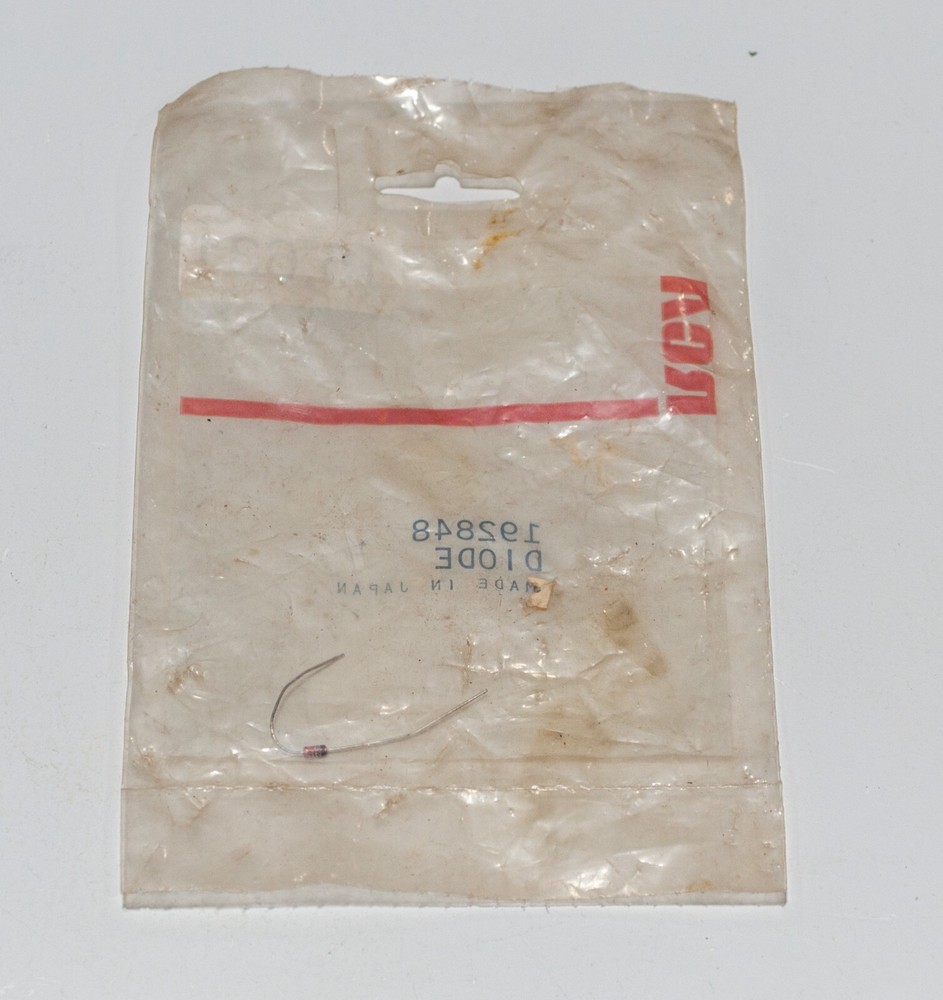 RCA
192848
DIODE
MADE IN JAPAN